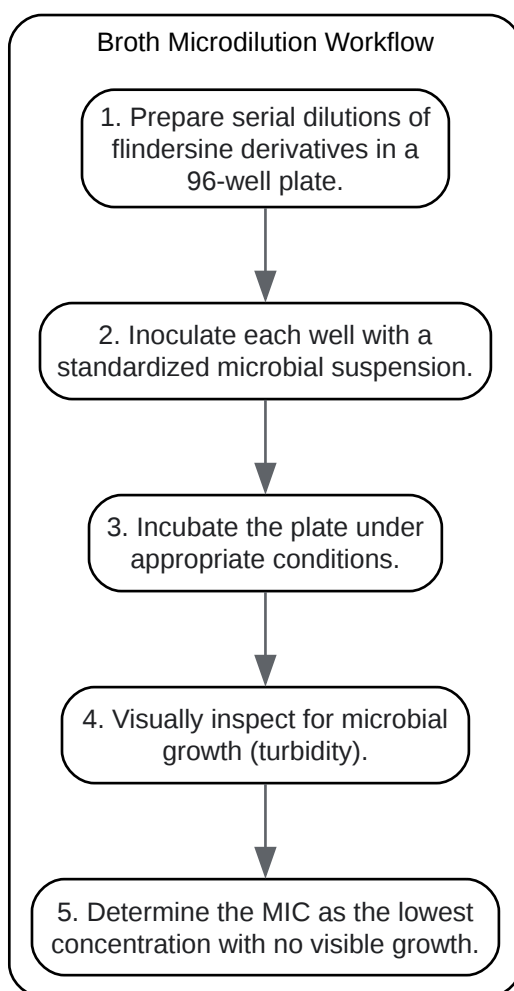 Broth Microdilution Workflow
1. Prepare serial dilutions of
flindersine derivatives in a
96-well plate.
2. Inoculate each well with a
standardized microbial suspension.
3. Incubate the plate under
appropriate conditions.
4. Visually inspect for microbial
growth (turbidity).
5. Determine the MIC as the lowest
concentration with no visible growth.